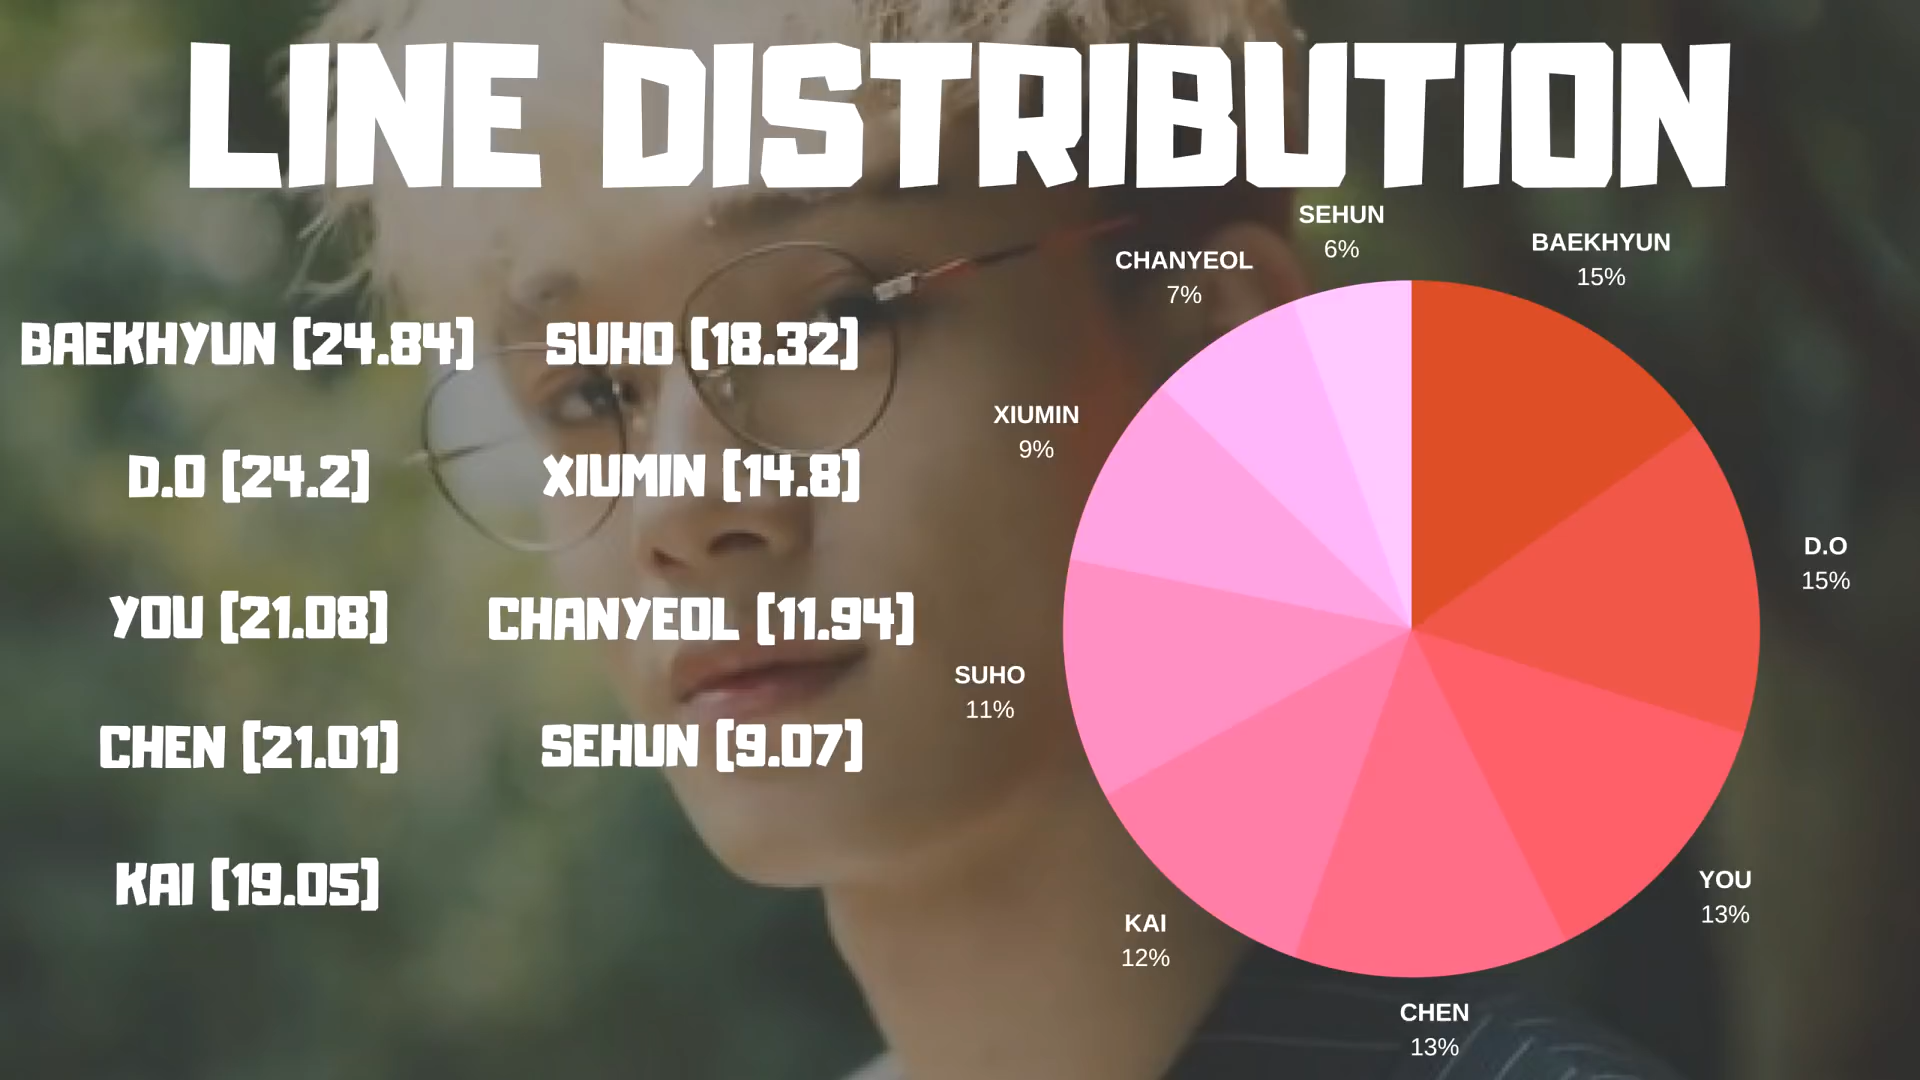 LINE DISTRIBUTION
BAEKHYUN [24.84]
SUHO [18.32]
D.O [24.2]
XIUMIN [14.8]
YOU [21.08]
CHANYEOL [11.94]
CHEN [21.01]
SEHUN [9.07]
KAI [19.05]
SEHUN
6%
BAEKHYUN
15%
CHANYEOL
7%
XIUMIN
9%
D.O
15%
SUHO
11%
YOU
13%
KAI
12%
CHEN
13%